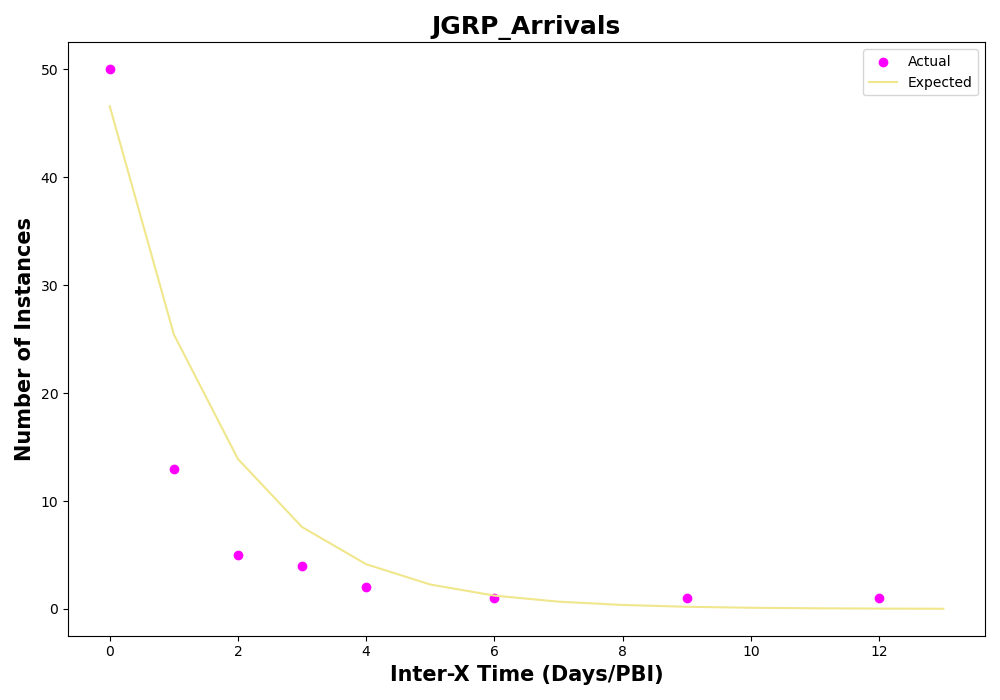 JGRP_Arrivals
Actual
Expected
50
40
30
20
10
0
Number of Instances
0 2 4 6 8 10 12
Inter-X Time (Days/PBI)